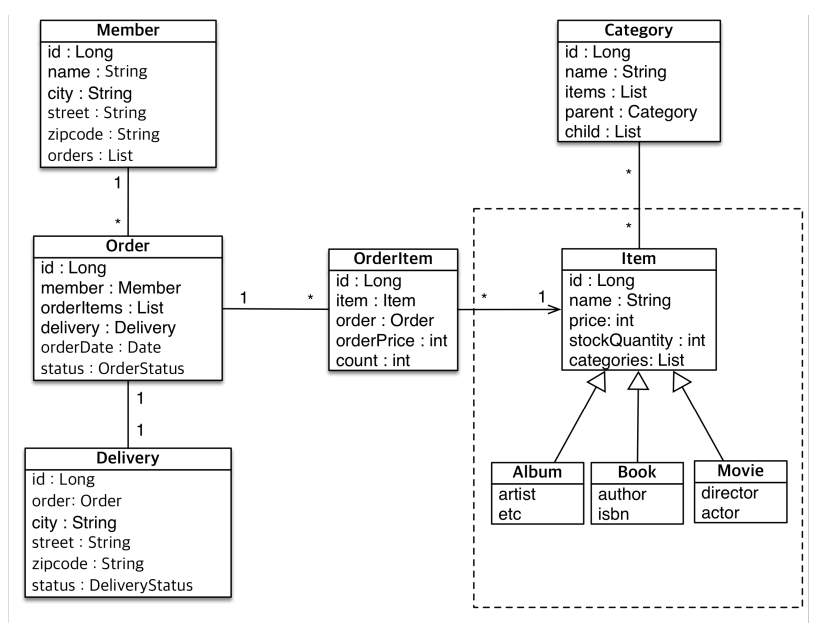 Member
id : Long
name : String
city : String
street : String
zipcode : String
orders : List
Category
id : Long
name : String
items : List
parent : Category
child : List
1
*
*
*
Order
id : Long
member : Member
orderItems : List
delivery : Delivery
orderDate : Date
status : OrderStatus
1
*
OrderItem
id : Long
item : Item
order : Order
orderPrice : int
count : int
*
1
Item
id : Long
name : String
price: int
stockQuantity : int
categories: List
1
1
Delivery
id : Long
order: Order
city : String
street : String
zipcode : String
status : DeliveryStatus
Album
artist
etc
Book
author
isbn
Movie
director
actor